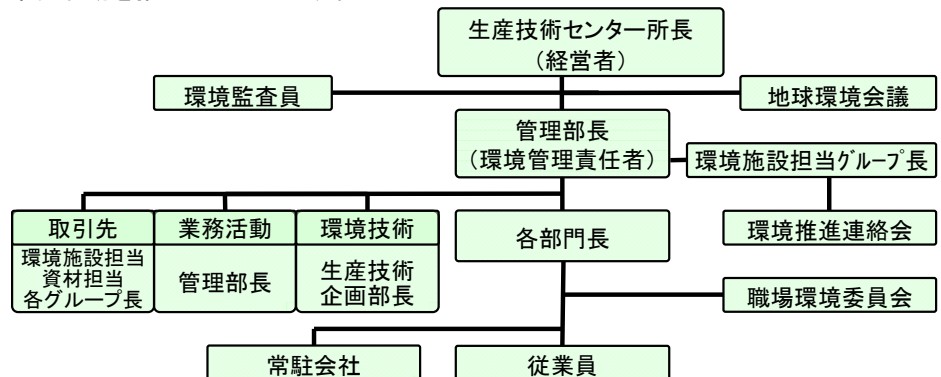 生産技術センター所長
（経営者）
環境監査員
地球環境会議
管理部長
（環境管理責任者）
環境施設担当ｸﾞﾙｰﾌﾟ長
取引先
業務活動
環境技術
環境施設担当
資材担当
各グループ長
管理部長
生産技術
企画部長
各部門長
環境推進連絡会
職場環境委員会
常駐会社
従業員